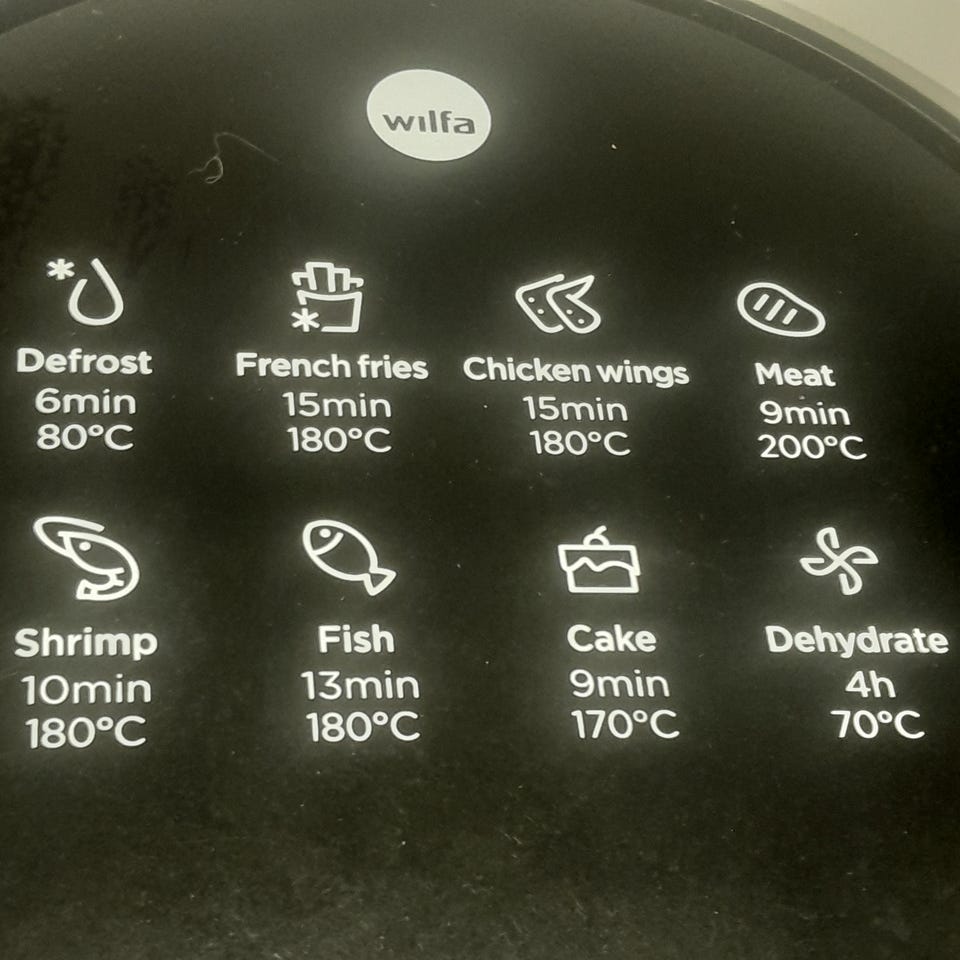 wilfa
Defrost
6min
80°C
French fries
15min
180°C
Chicken wings
15min
180°C
Meat
9min
200°C
Shrimp
10min
180°C
Fish
13min
180°C
Cake
9min
170°C
Dehydrate
4h
70°C